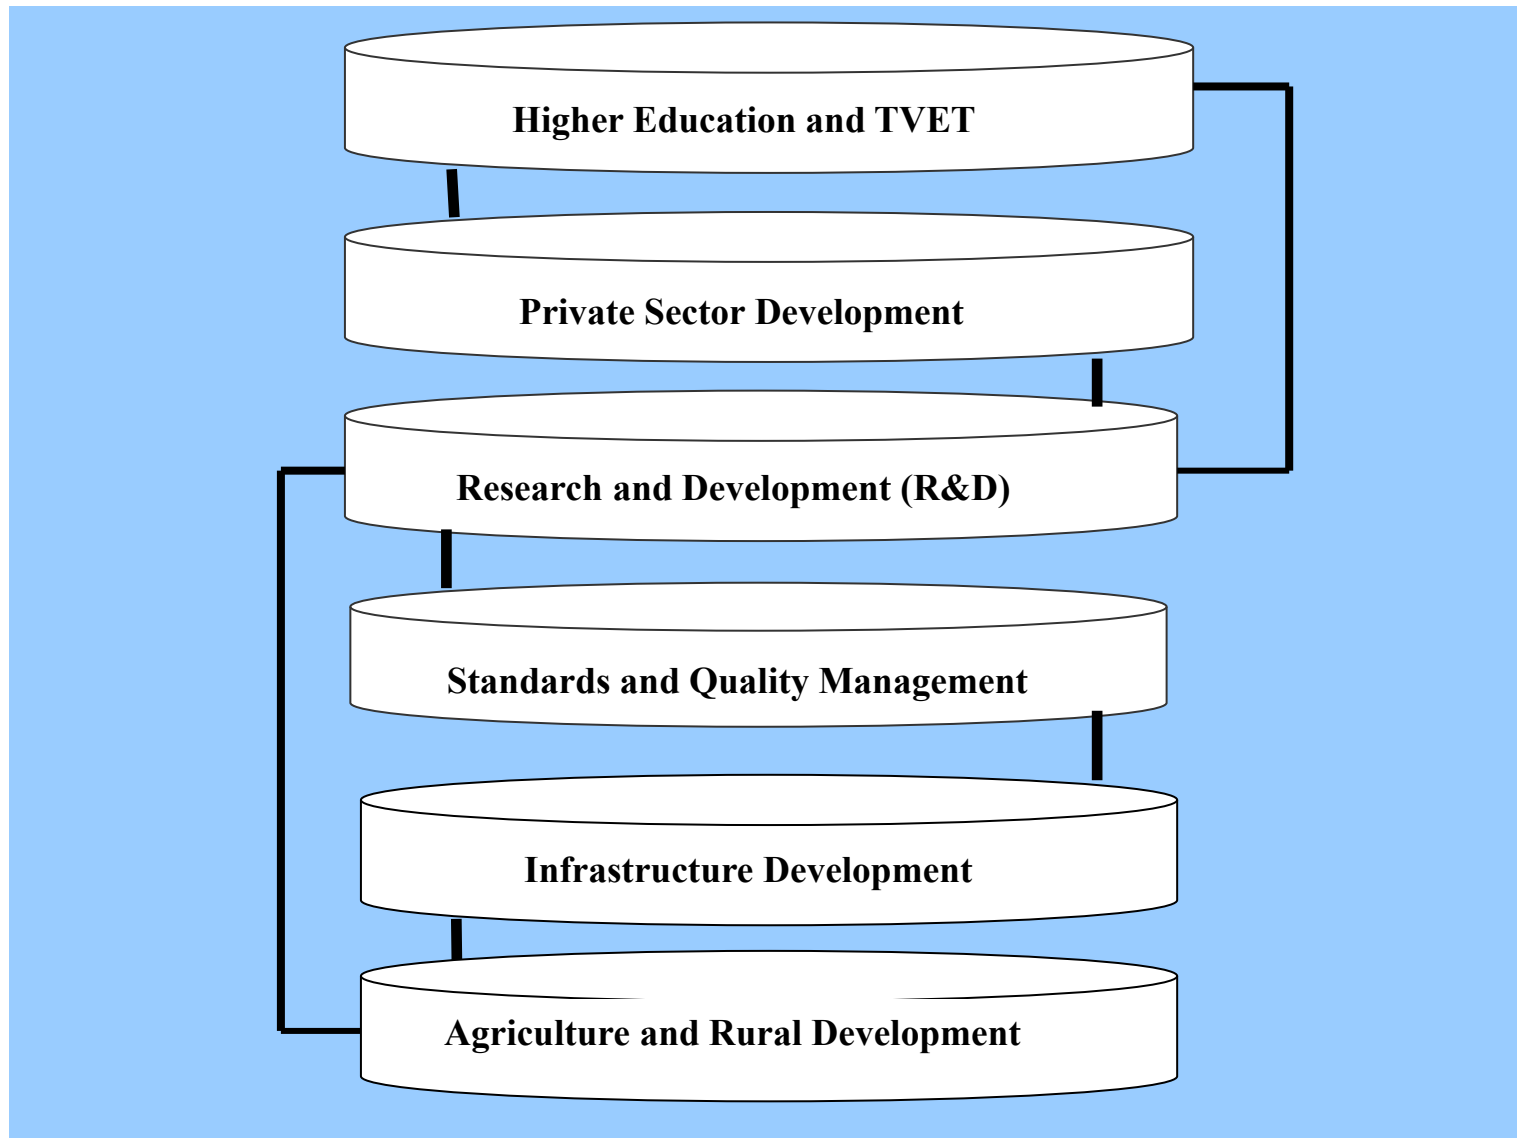 Higher Education and TVET
Private Sector Development
Research and Development (R&D)
Standards and Quality Management
Infrastructure Development
Agriculture and Rural Development